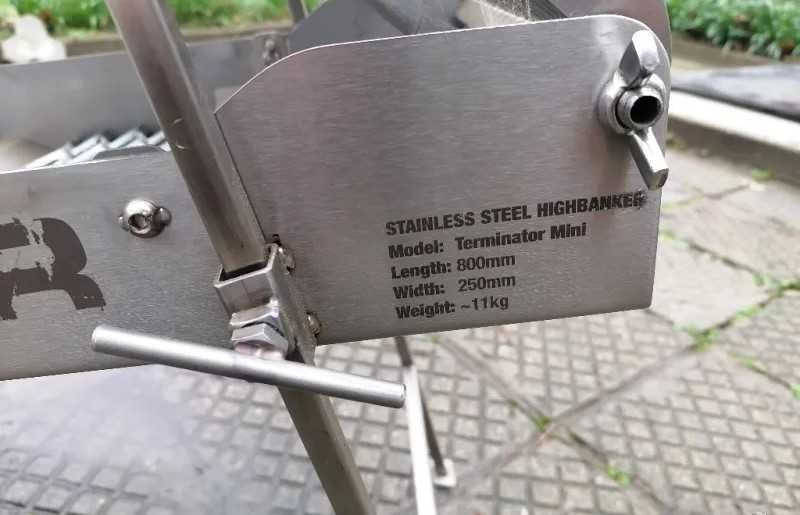 R
STAINLESS STEEL HIGHBANKER
Model: Terminator Mini
Length: 800mm
Width: 250mm
Weight: ~11kg